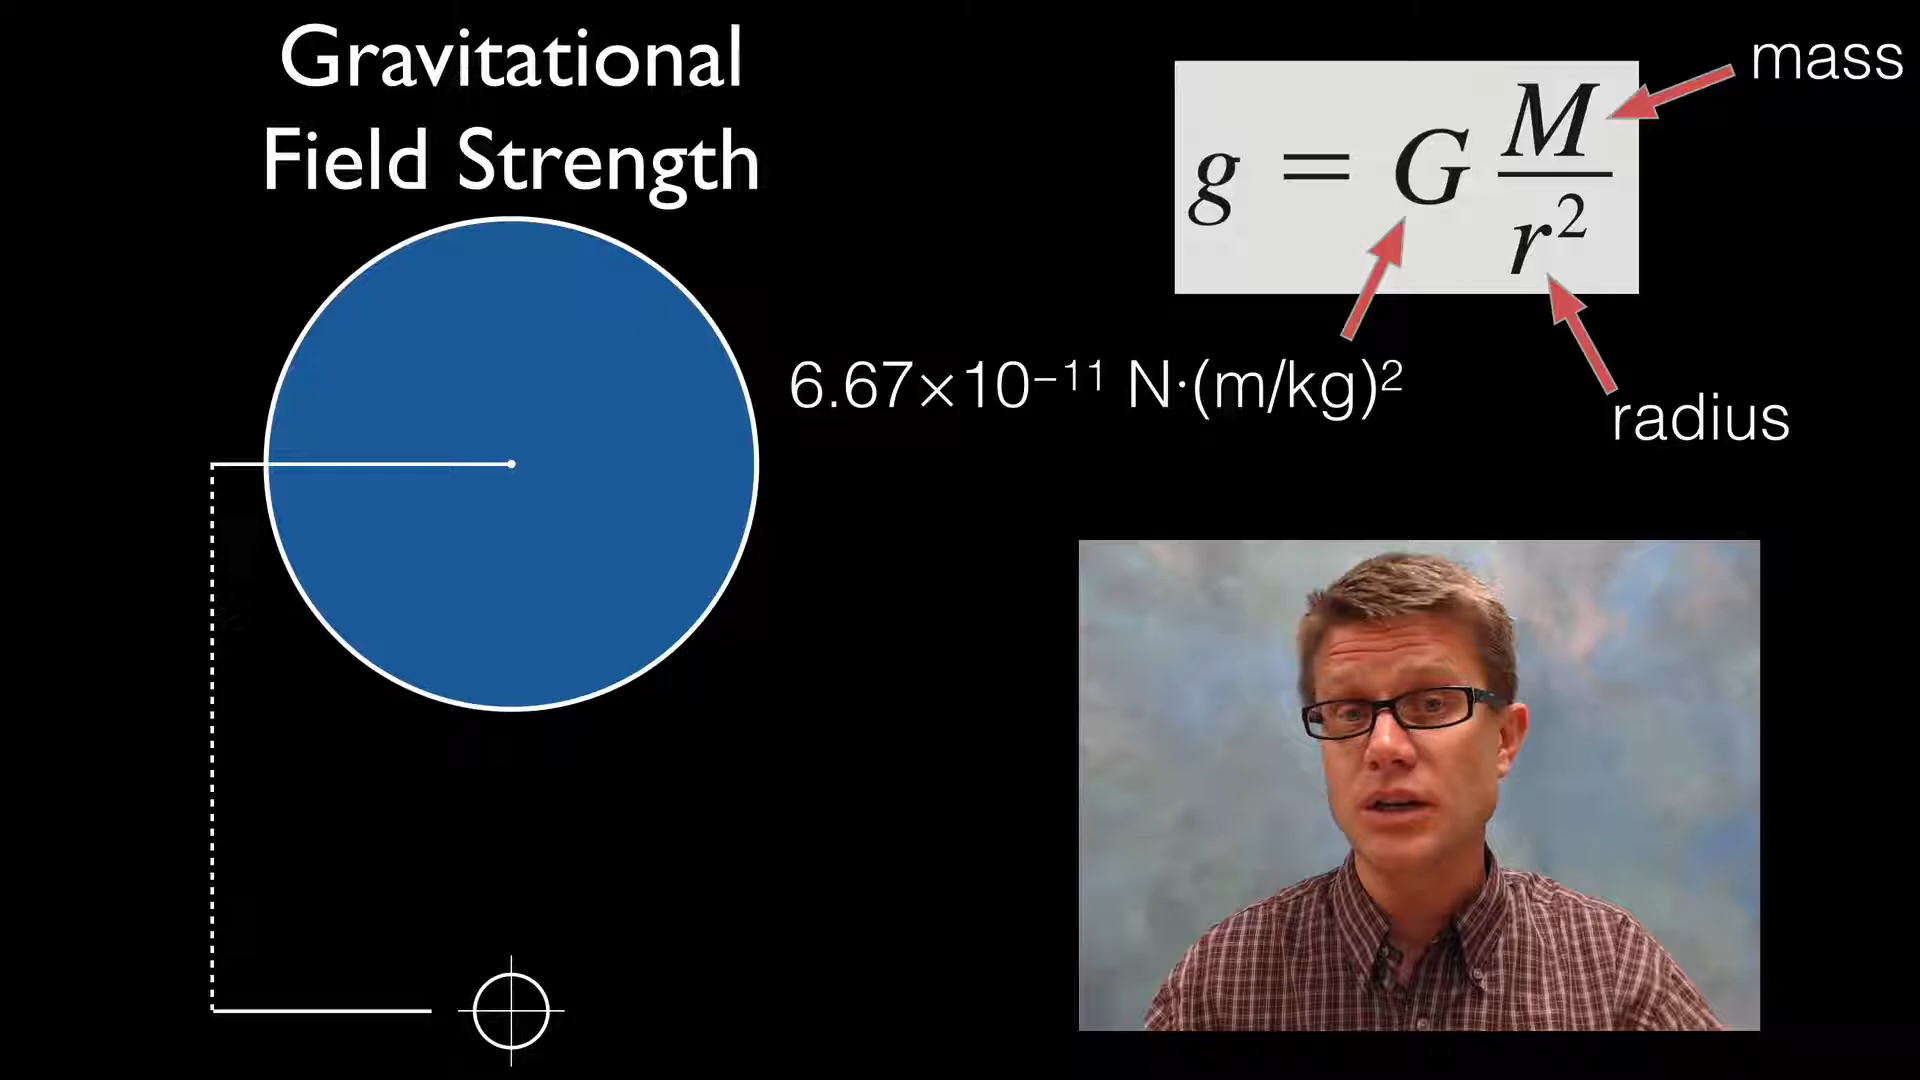 Gravitational
Field Strength
mass
g = G M/r²
6.67×10⁻¹¹ N·(m/kg)²
radius